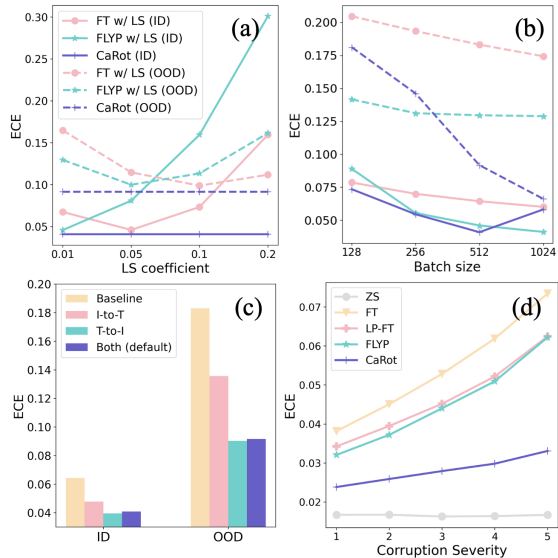 (a)
FT w/ LS (ID)
FLYP w/ LS (ID)
CaRot (ID)
FT w/ LS (OOD)
FLYP w/ LS (OOD)
CaRot (OOD)
ECE
0.30
0.25
0.20
0.15
0.10
0.05
0.01
0.05
0.1
0.2
LS coefficient
(b)
0.200
0.175
0.150
0.125
0.100
0.075
0.050
128
256
512
1024
Batch size
(c)
Baseline
I-to-T
T-to-I
Both (default)
ECE
0.20
0.18
0.16
0.14
0.12
0.10
0.08
0.06
0.04
ID
OOD
(d)
ZS
FT
LP-FT
FLYP
CaRot
ECE
0.07
0.06
0.05
0.04
0.03
0.02
1
2
3
4
5
Corruption Severity